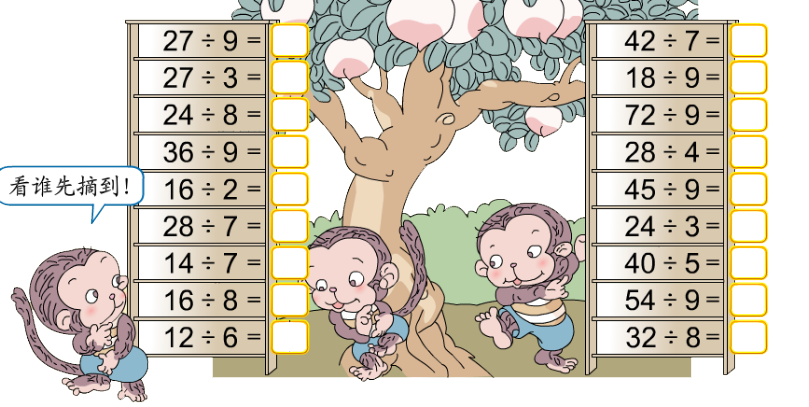 27 ÷ 9 =
27 ÷ 3 =
24 ÷ 8 =
36 ÷ 9 =
看谁先摘到!
16 ÷ 2 =
28 ÷ 7 =
14 ÷ 7 =
16 ÷ 8 =
12 ÷ 6 =
42 ÷ 7 =
18 ÷ 9 =
72 ÷ 9 =
28 ÷ 4 =
45 ÷ 9 =
24 ÷ 3 =
40 ÷ 5 =
54 ÷ 9 =
32 ÷ 8 =